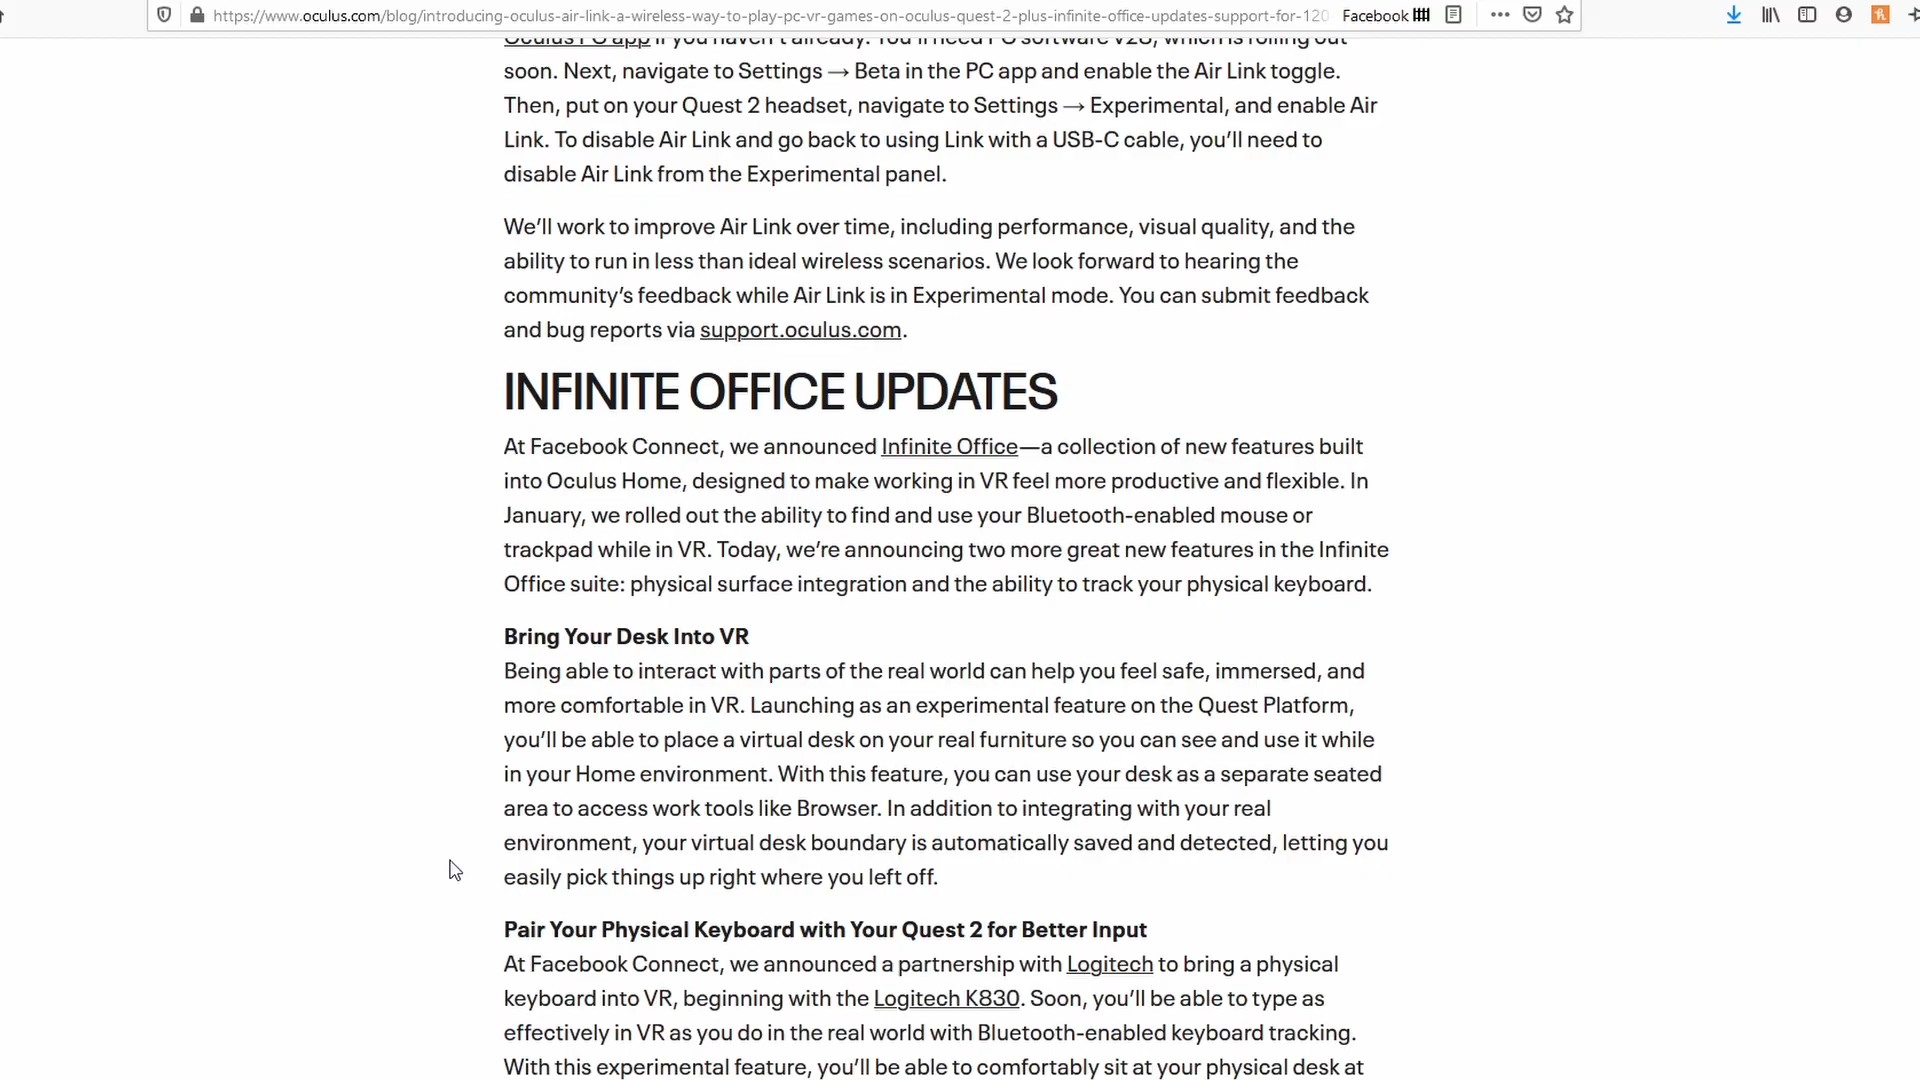 https://www.oculus.com/blog/introducing-oculus-air-link-a-wireless-way-to-play-pc-vr-games-on-oculus-quest-2-plus-infinite-office-updates-support-for-120
Facebook
Oculus PC app if you haven't already. You'll need PC software v28, which is rolling out
soon. Next, navigate to Settings → Beta in the PC app and enable the Air Link toggle.
Then, put on your Quest 2 headset, navigate to Settings → Experimental, and enable Air
Link. To disable Air Link and go back to using Link with a USB-C cable, you’ll need to
disable Air Link from the Experimental panel.
We’ll work to improve Air Link over time, including performance, visual quality, and the
ability to run in less than ideal wireless scenarios. We look forward to hearing the
community’s feedback while Air Link is in Experimental mode. You can submit feedback
and bug reports via support.oculus.com.
INFINITE OFFICE UPDATES
At Facebook Connect, we announced Infinite Office—a collection of new features built
into Oculus Home, designed to make working in VR feel more productive and flexible. In
January, we rolled out the ability to find and use your Bluetooth-enabled mouse or
trackpad while in VR. Today, we’re announcing two more great new features in the Infinite
Office suite: physical surface integration and the ability to track your physical keyboard.
Bring Your Desk Into VR
Being able to interact with parts of the real world can help you feel safe, immersed, and
more comfortable in VR. Launching as an experimental feature on the Quest Platform,
you’ll be able to place a virtual desk on your real furniture so you can see and use it while
in your Home environment. With this feature, you can use your desk as a separate seated
area to access work tools like Browser. In addition to integrating with your real
environment, your virtual desk boundary is automatically saved and detected, letting you
easily pick things up right where you left off.
Pair Your Physical Keyboard with Your Quest 2 for Better Input
At Facebook Connect, we announced a partnership with Logitech to bring a physical
keyboard into VR, beginning with the Logitech K830. Soon, you’ll be able to type as
effectively in VR as you do in the real world with Bluetooth-enabled keyboard tracking.
With this experimental feature, you’ll be able to comfortably sit at your physical desk at